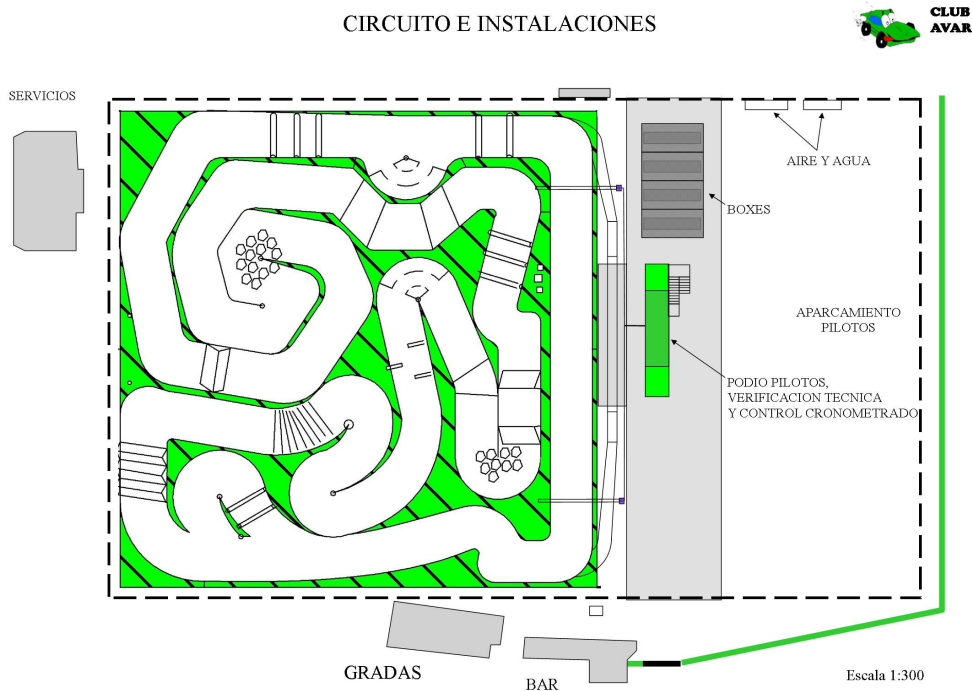 CIRCUITO E INSTALACIONES
CLUB
AVAR
SERVICIOS
AIRE Y AGUA
BOXES
APARCAMIENTO
PILOTOS
PODIO PILOTOS,
VERIFICACION TECNICA
Y CONTROL CRONOMETRADO
GRADAS
BAR
Escala 1:300